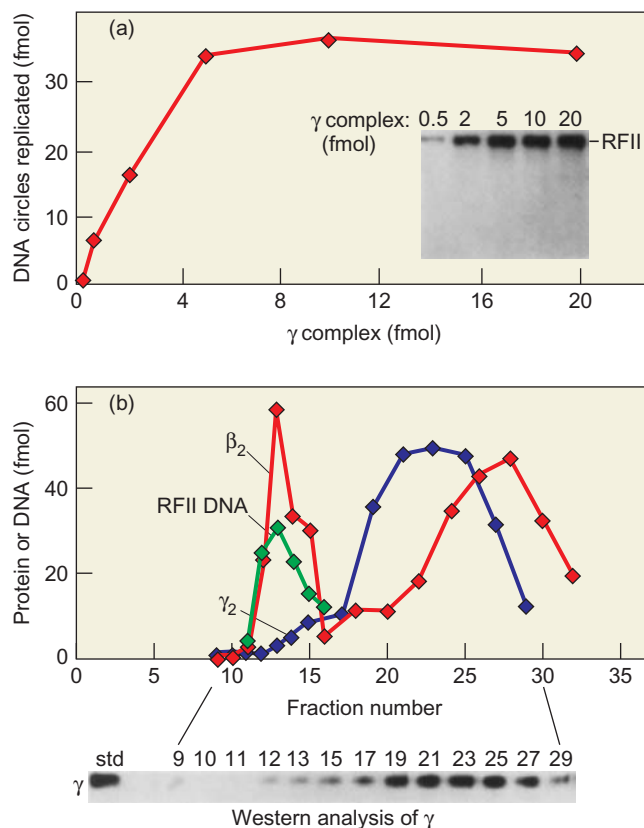 (a)
DNA circles replicated (fmol)
30
20
10
0
γ complex: 0.5 2 5 10 20
(fmol)
RFII
0 4 8 12 16 20
γ complex (fmol)
(b)
Protein or DNA (fmol)
60
40
20
0
β2
RFII DNA
γ2
0 5 10 15 20 25 30 35
Fraction number
std 9 10 11 12 13 15 17 19 21 23 25 27 29
γ
Western analysis of γ